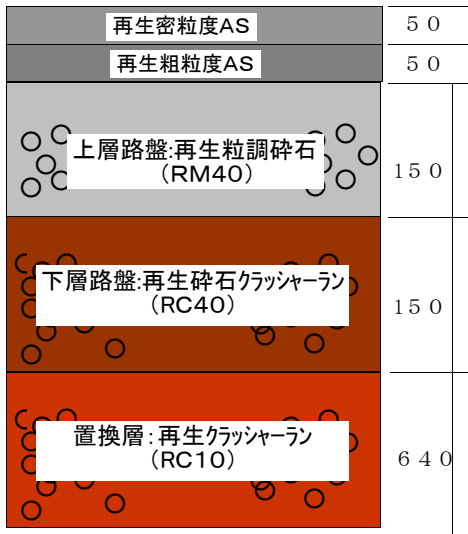 再生密粒度AS
５０
再生粗粒度AS
５０
上層路盤:再生粒調砕石
（RM40）
１５０
下層路盤:再生砕石ｸﾗｯｼｬｰﾗﾝ
（RC40）
１５０
置換層：再生ｸﾗｯｼｬｰﾗﾝ
（RC10）
６４０